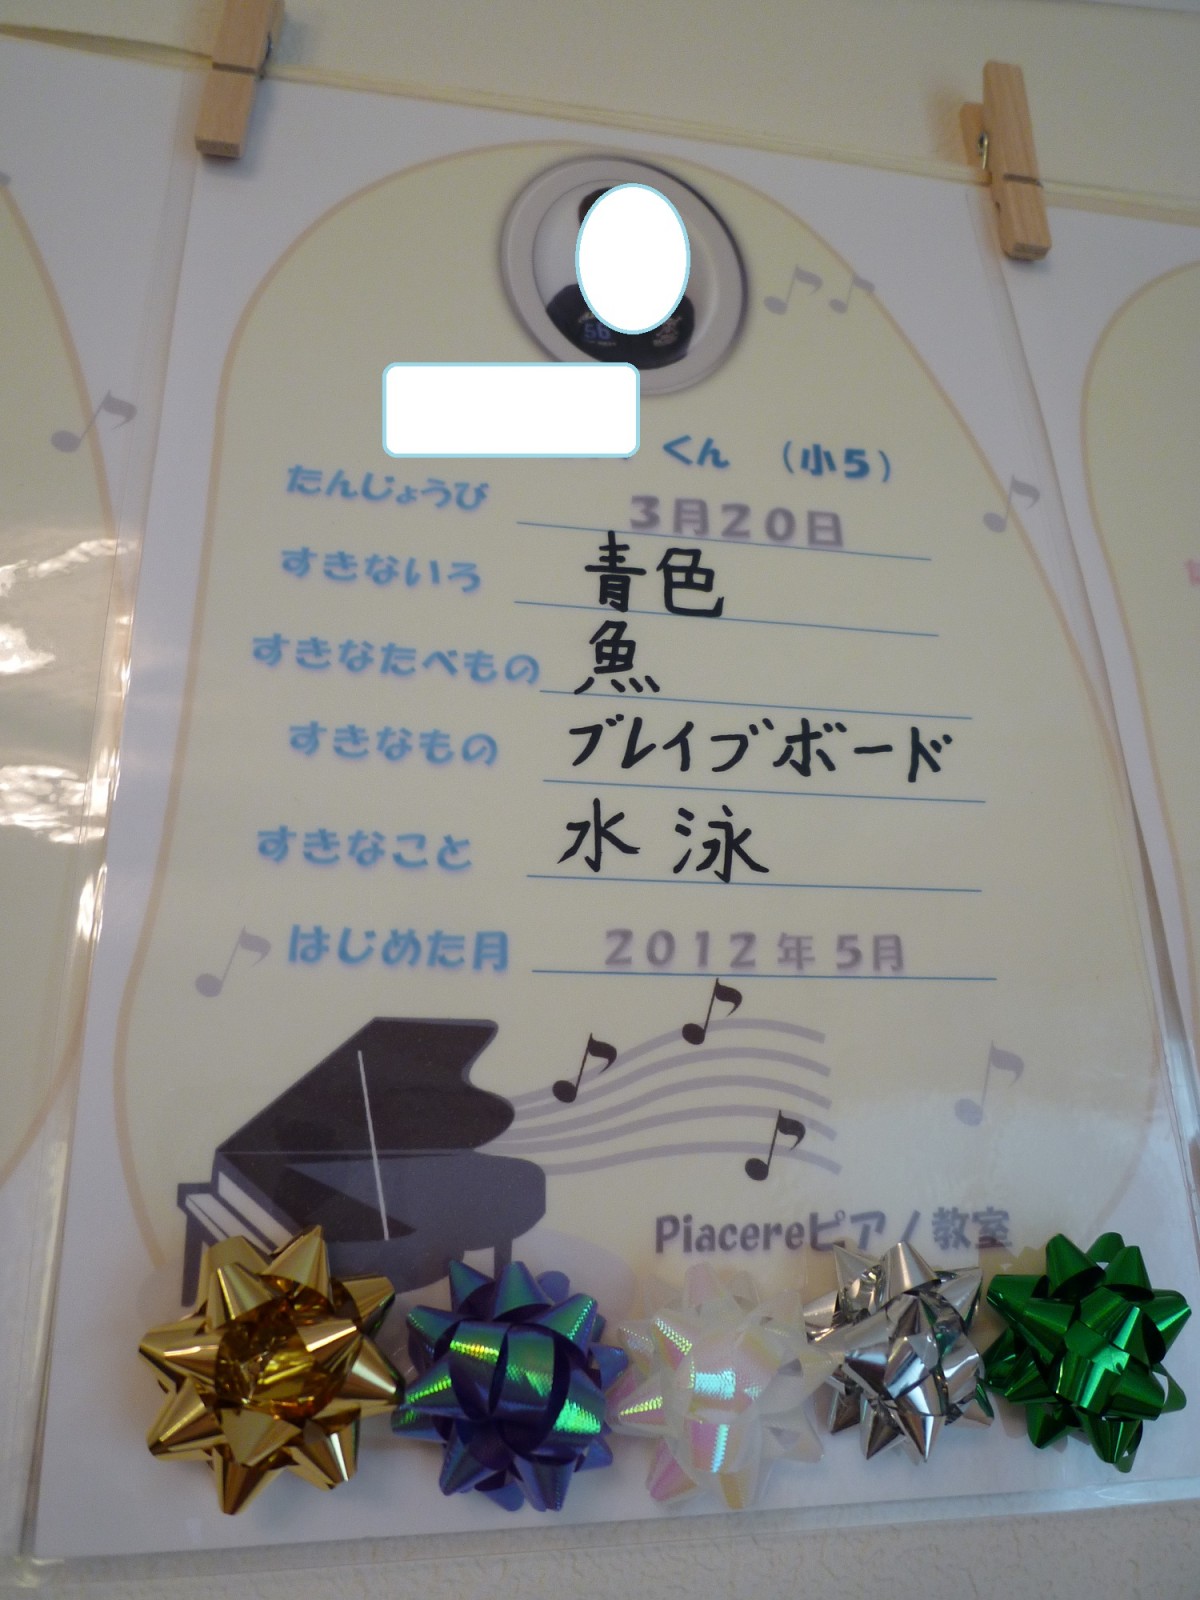 56
くん （小５）
たんじょうび ３月２０日
すきないろ 青色
すきなたべもの 魚
すきなもの ブレイブボード
すきなこと 水泳
はじめた月 ２０１２年５月
Piacereピアノ教室